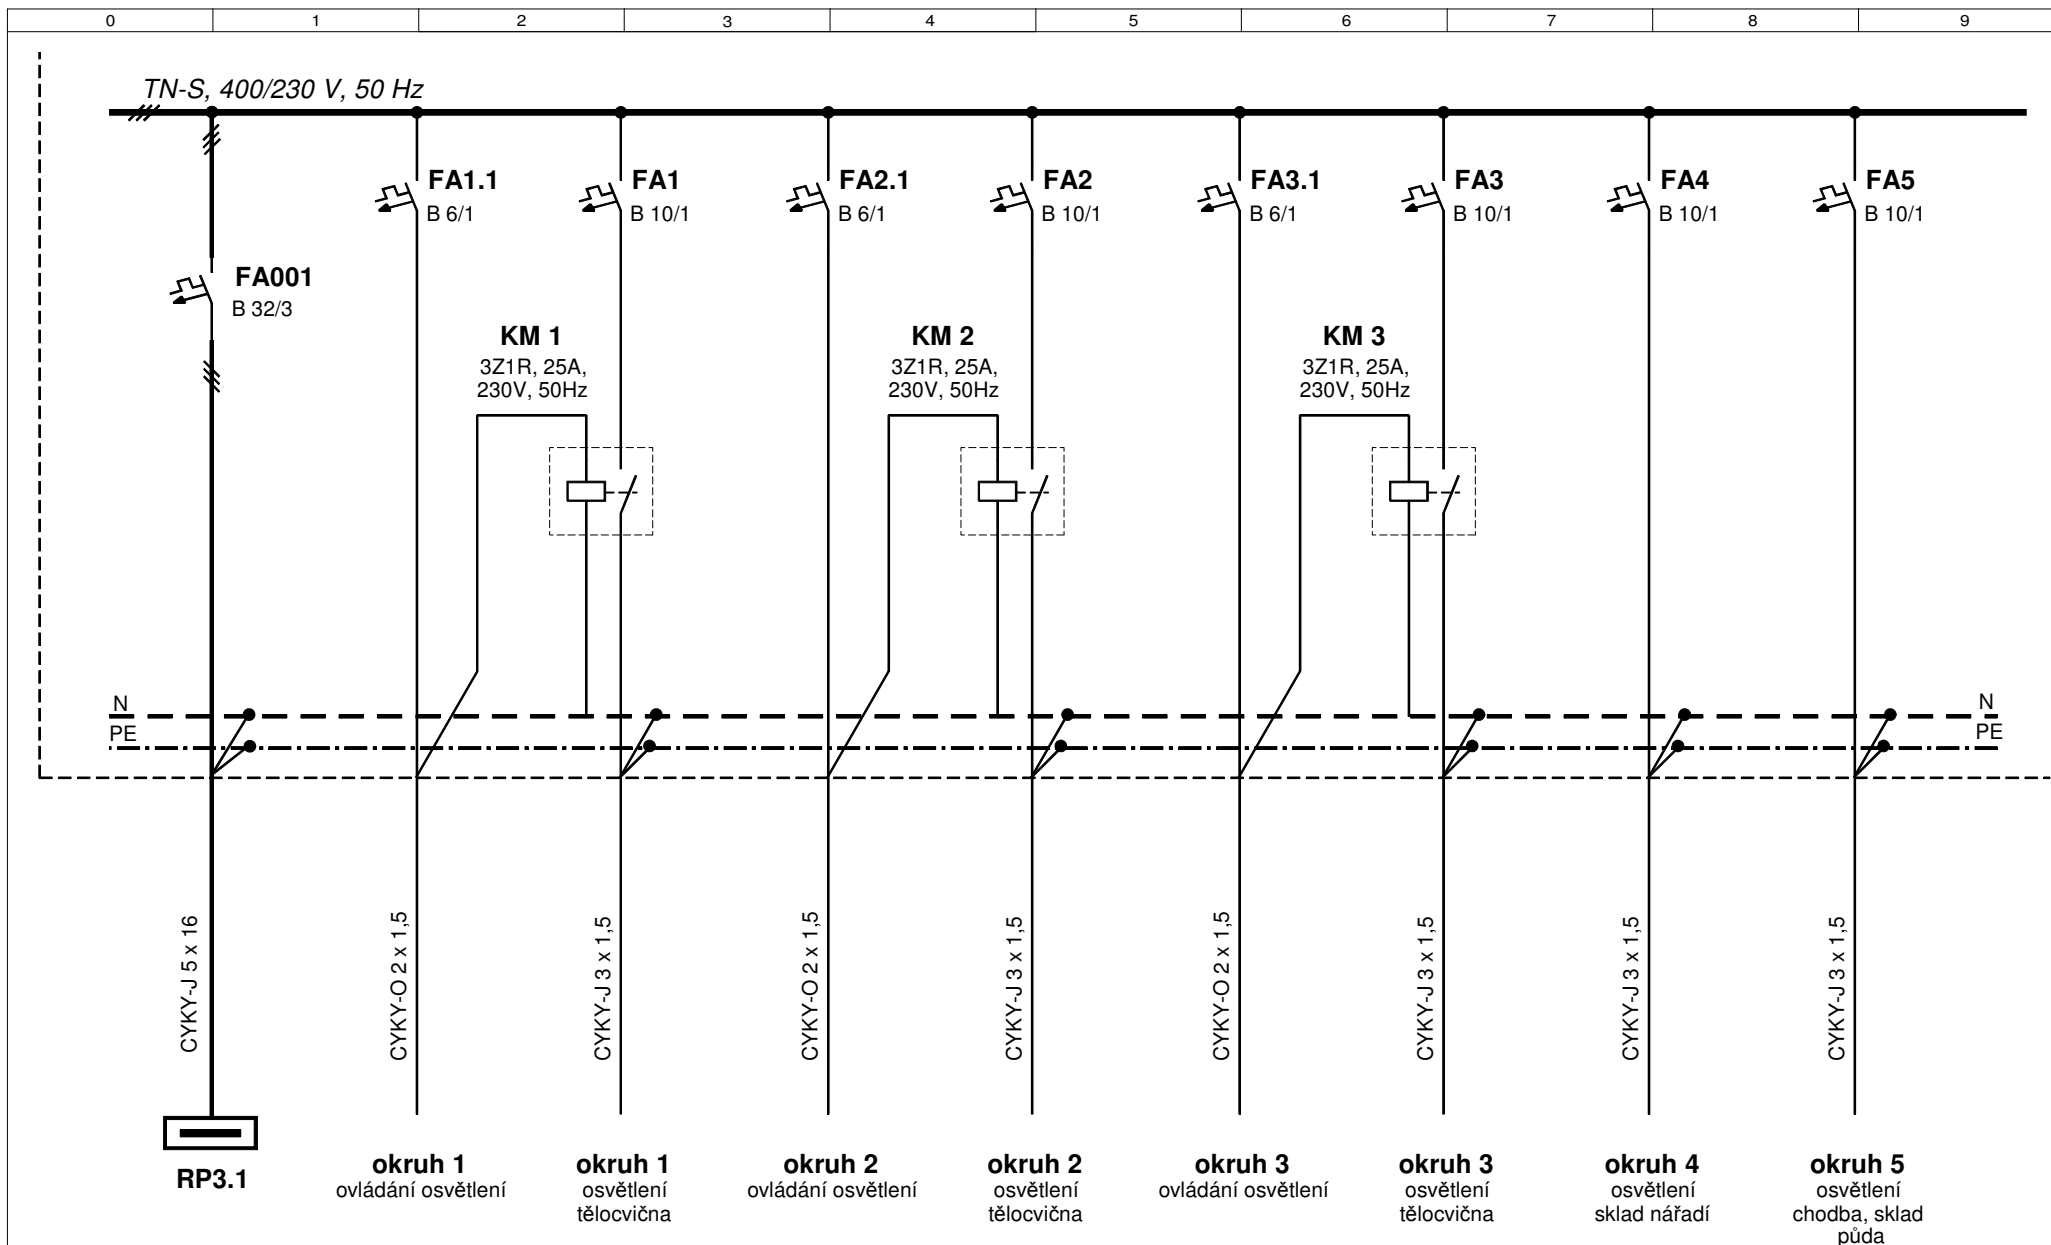 0 1 2 3 4 5 6 7 8 9
TN-S, 400/230 V, 50 Hz
FA1.1 FA1 FA2.1 FA2 FA3.1 FA3 FA4 FA5
B 6/1 B 10/1 B 6/1 B 10/1 B 6/1 B 10/1 B 10/1 B 10/1
FA001
B 32/3
KM 1
3Z1R, 25A,
230V, 50Hz
KM 2
3Z1R, 25A,
230V, 50Hz
KM 3
3Z1R, 25A,
230V, 50Hz
N
PE
N
PE
CYKY-J 5 x 16
CYKY-O 2 x 1,5
CYKY-J 3 x 1,5
CYKY-O 2 x 1,5
CYKY-J 3 x 1,5
CYKY-O 2 x 1,5
CYKY-J 3 x 1,5
CYKY-J 3 x 1,5
CYKY-J 3 x 1,5
RP3.1
okruh 1
ovládání osvětlení
okruh 1
osvětlení
tělocvična
okruh 2
ovládání osvětlení
okruh 2
osvětlení
tělocvična
okruh 3
ovládání osvětlení
okruh 3
osvětlení
tělocvična
okruh 4
osvětlení
sklad nářadí
okruh 5
osvětlení
chodba, sklad
půda